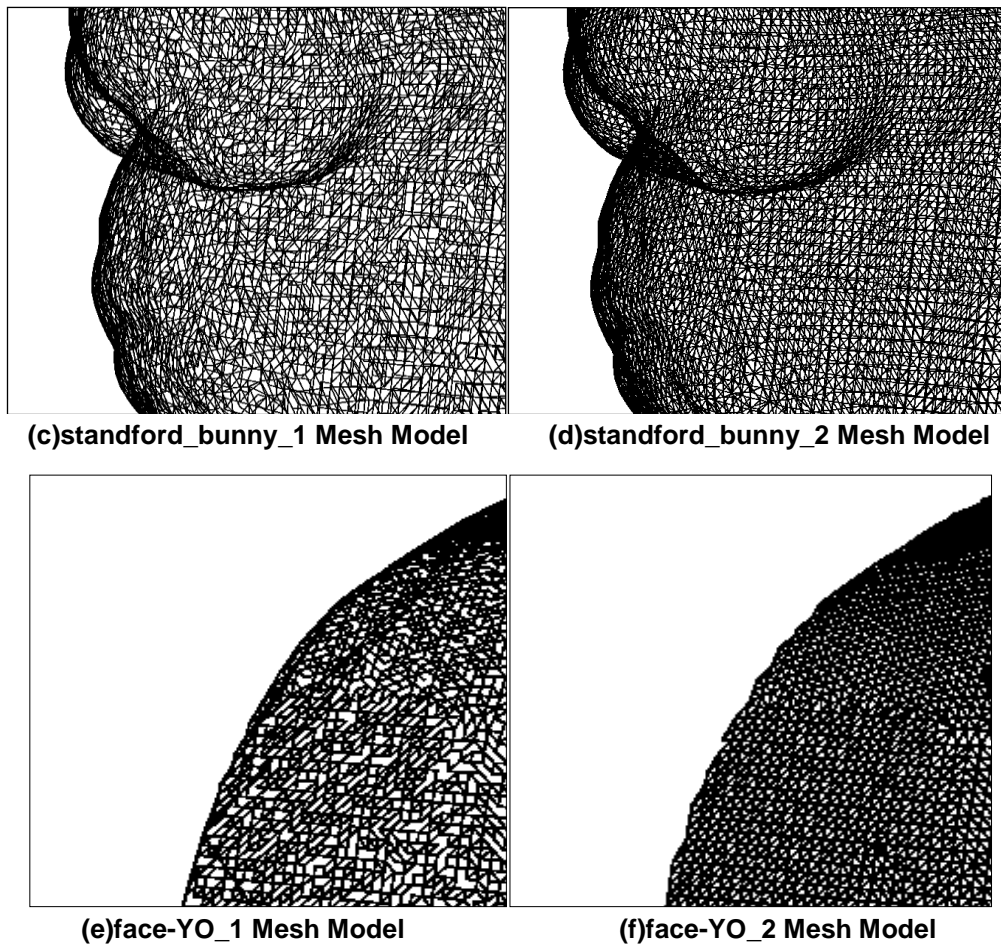 (c)standford_bunny_1 Mesh Model
(d)standford_bunny_2 Mesh Model
(e)face-YO_1 Mesh Model
(f)face-YO_2 Mesh Model